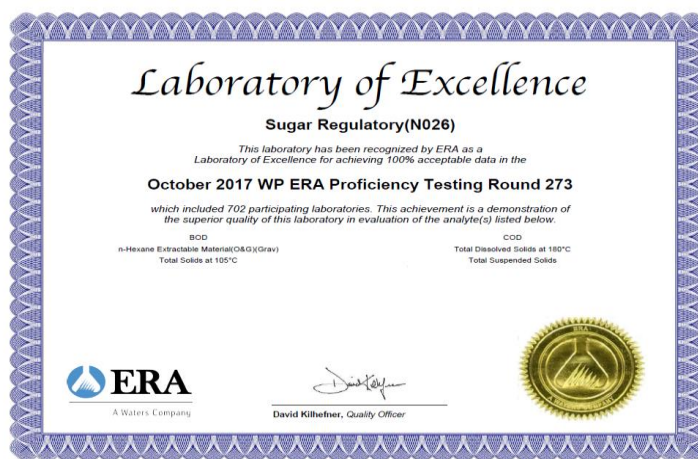 Laboratory of Excellence
Sugar Regulatory(N026)
This laboratory has been recognized by ERA as a
Laboratory of Excellence for achieving 100% acceptable data in the
October 2017 WP ERA Proficiency Testing Round 273
which included 702 participating laboratories. This achievement is a demonstration of
the superior quality of this laboratory in evaluation of the analyte(s) listed below.
BOD
n-Hexane Extractable Material(O&G)(Grav)
Total Solids at 105°C
COD
Total Dissolved Solids at 180°C
Total Suspended Solids
ERA
A Waters Company
David Kilhefner, Quality Officer
ERA